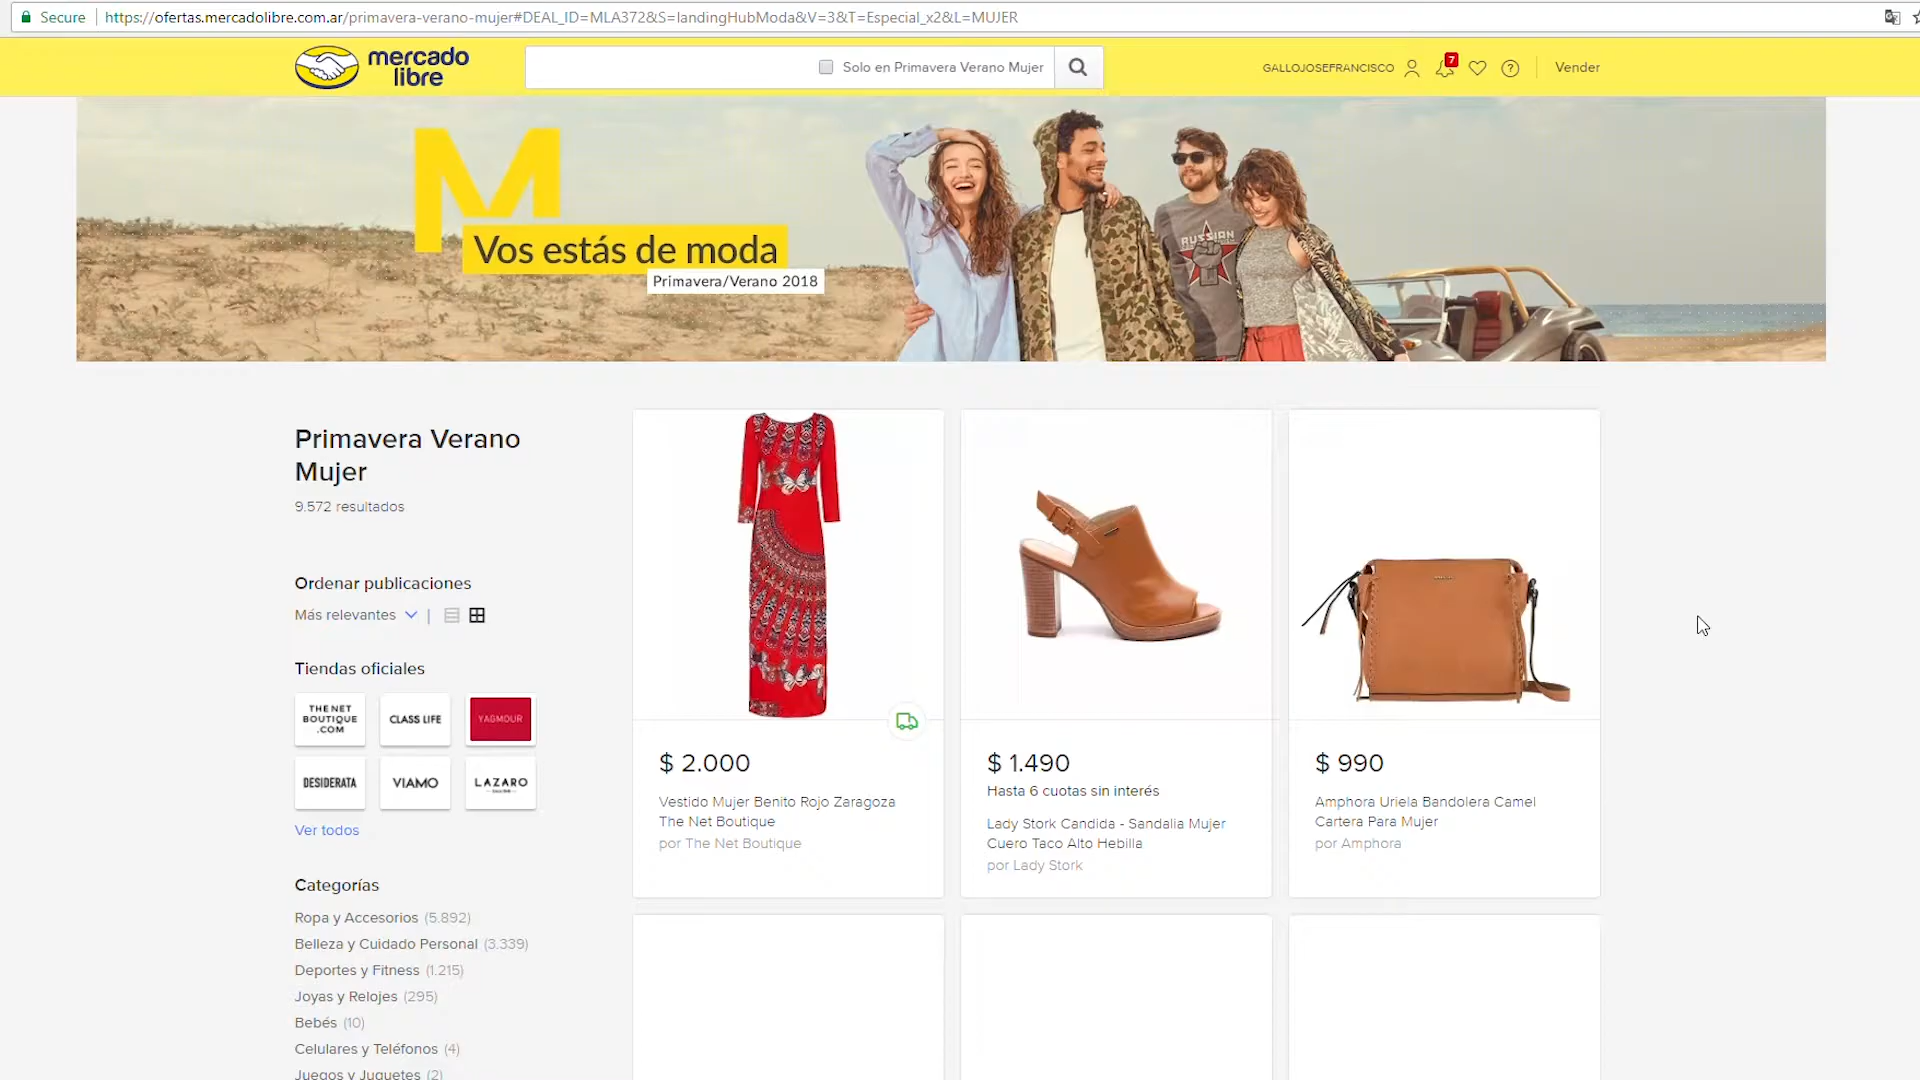 Secure https://ofertas.mercadolibre.com.ar/primavera-verano-mujer#DEAL_ID=MLA372&S=landingHubModa&V=3&T=Especial_x2&L=MUJER
mercado
libre
Solo en Primavera Verano Mujer
GALLOJOSEFRANCISCO
7
?
Vender
M
Vos estás de moda
Primavera/Verano 2018
RUSSIAN
Primavera Verano
Mujer
9.572 resultados
Ordenar publicaciones
Más relevantes
Tiendas oficiales
THE NET
BOUTIQUE
.COM
CLASS LIFE
YAGMOUR
DESIDERATA
VIAMO
LAZARO
Ver todos
Categorías
Ropa y Accesorios (5.892)
Belleza y Cuidado Personal (3.339)
Deportes y Fitness (1.215)
Joyas y Relojes (295)
Bebés (10)
Celulares y Teléfonos (4)
Juegos y Juguetes (2)
$ 2.000
Vestido Mujer Benito Rojo Zaragoza
The Net Boutique
por The Net Boutique
$ 1.490
Hasta 6 cuotas sin interés
Lady Stork Candida - Sandalia Mujer
Cuero Taco Alto Hebilla
por Lady Stork
$ 990
Amphora Uriela Bandolera Camel
Cartera Para Mujer
por Amphora